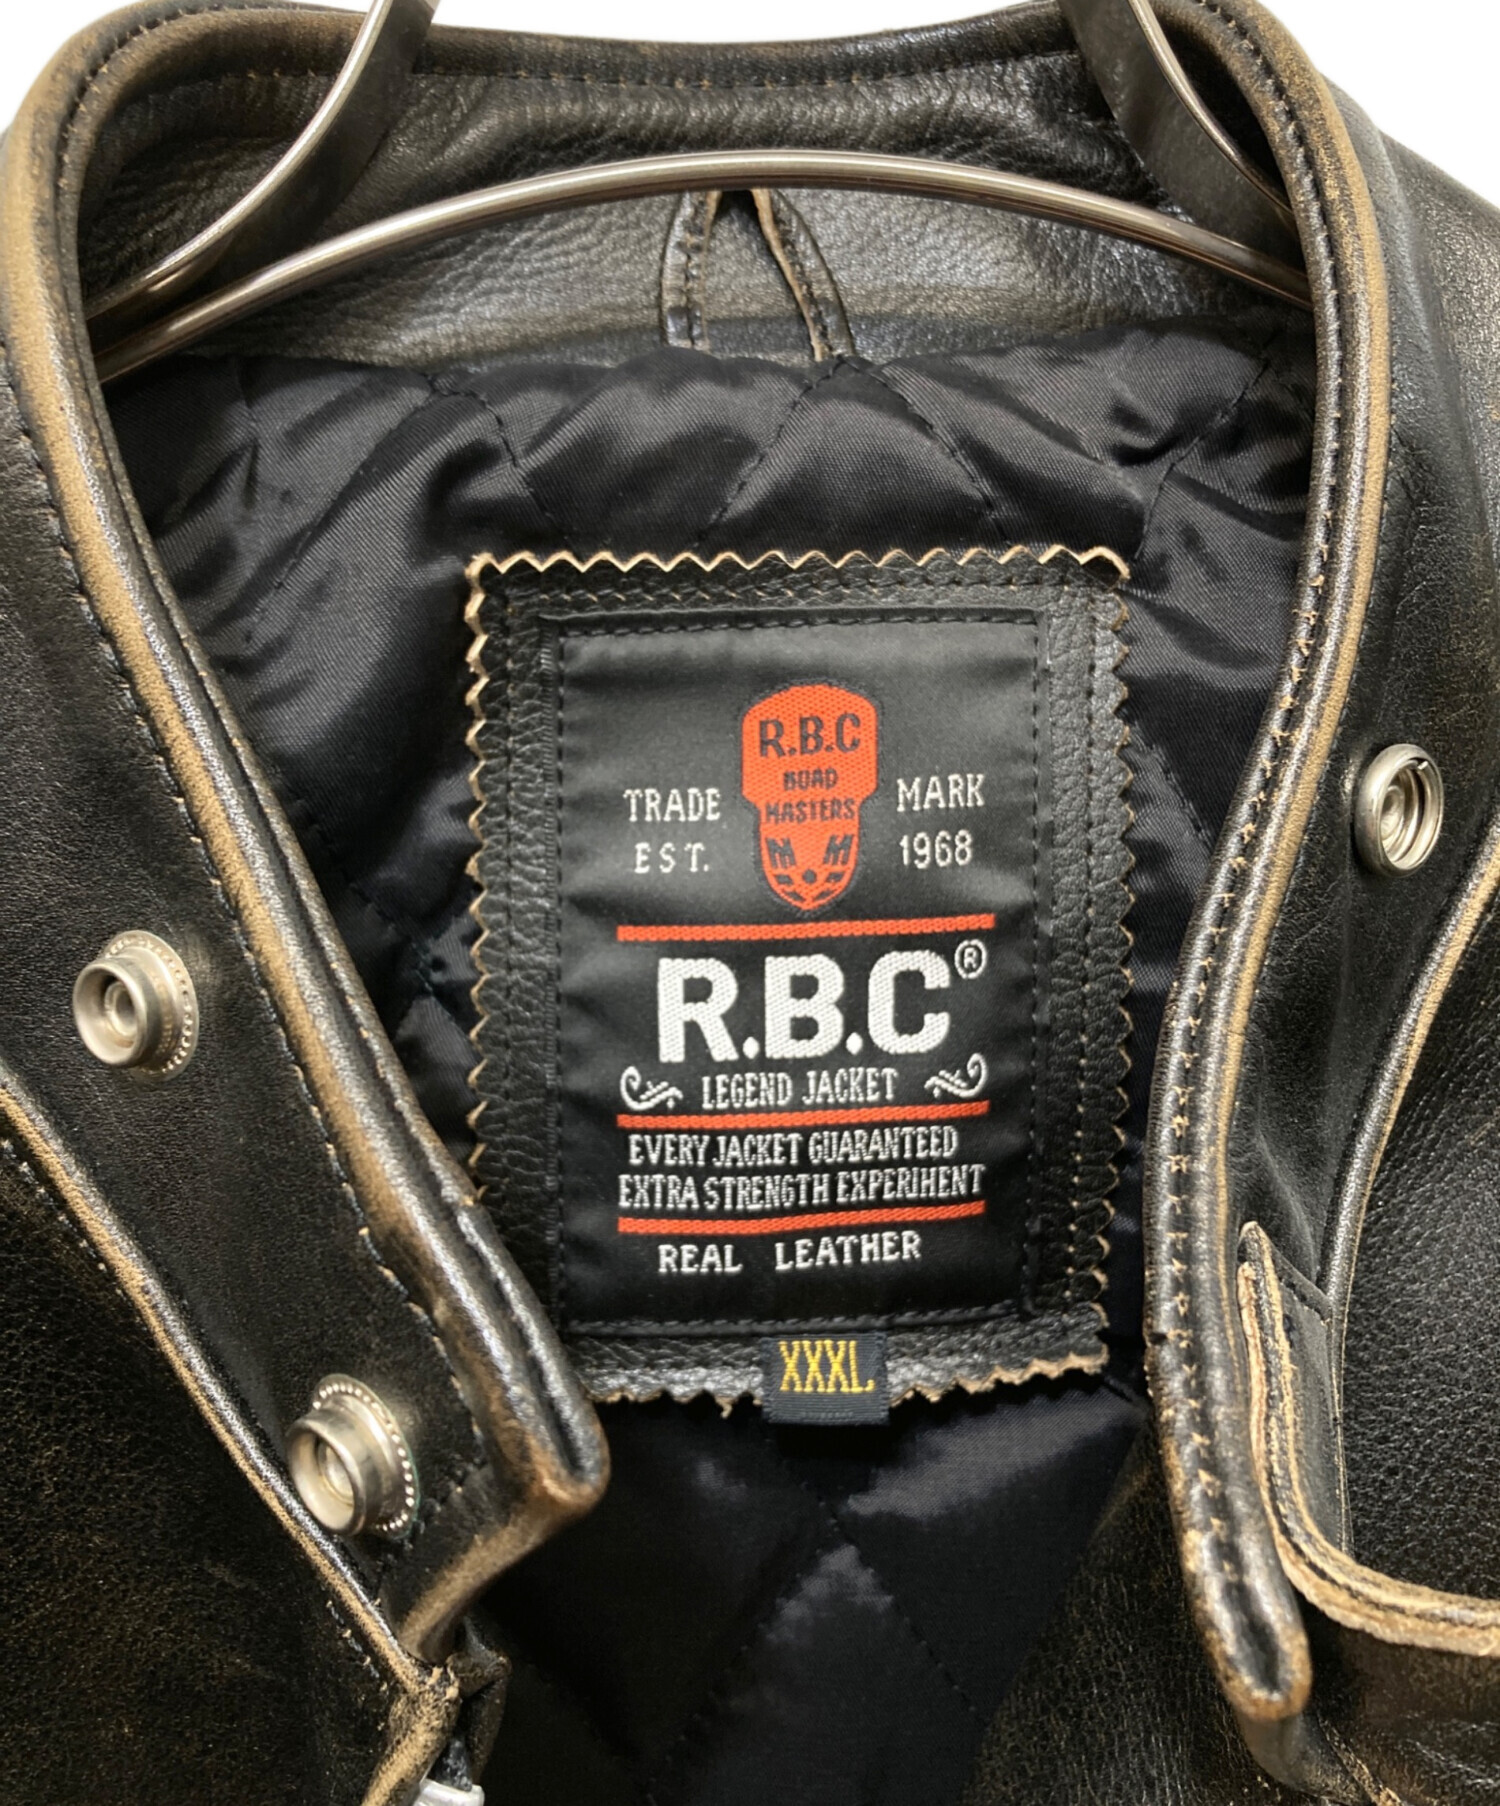 R.B.C
ROAD
MASTERS
TRADE MARK
EST. 1968
R.B.C®
LEGEND JACKET
EVERY JACKET GUARANTEED
EXTRA STRENGTH EXPERIHENT
REAL LEATHER
XXXL